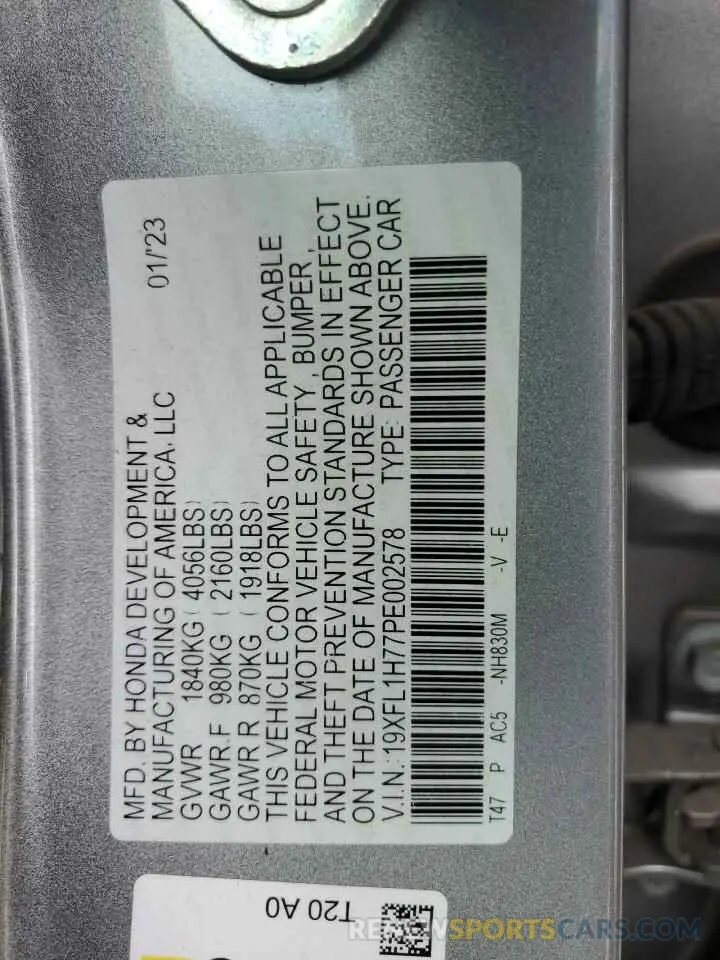 MFD. BY HONDA DEVELOPMENT &
MANUFACTURING OF AMERICA, LLC 01/'23
GVWR 1840KG ( 4056LBS)
GAWR.F 980KG ( 2160LBS)
GAWR R 870KG ( 1918LBS)
THIS VEHICLE CONFORMS TO ALL APPLICABLE
FEDERAL MOTOR VEHICLE SAFETY , BUMPER ,
AND THEFT PREVENTION STANDARDS IN EFFECT
ON THE DATE OF MANUFACTURE SHOWN ABOVE.
V.I.N.: 19XFL1H77PE002578 TYPE: PASSENGER CAR
T47 P AC5 -NH830M -V -E
T20 A0
RENEWSPORTSCARS.COM